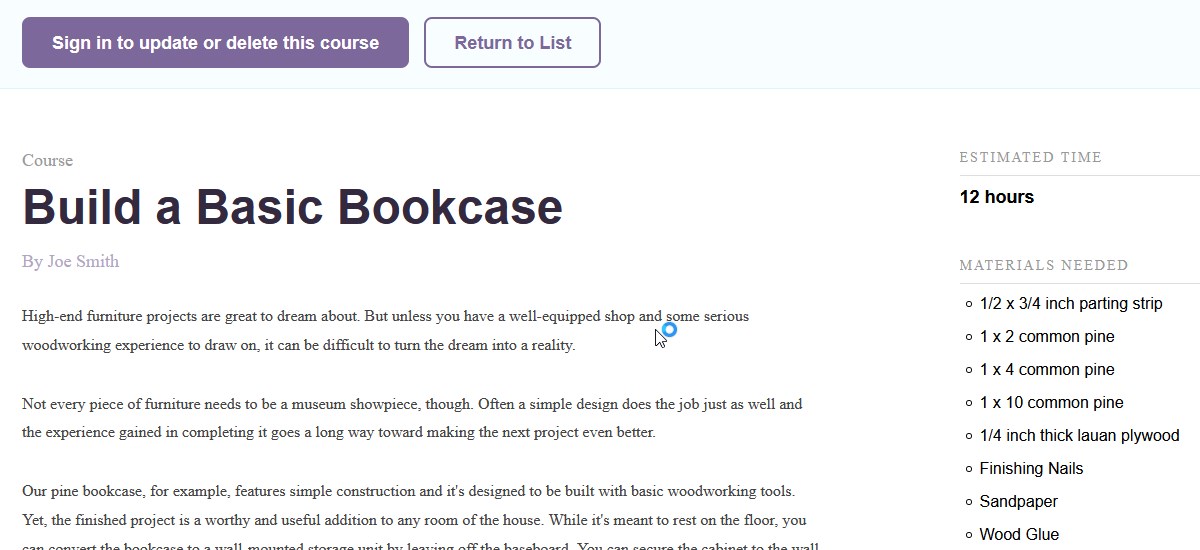 Sign in to update or delete this course
Return to List
Course
Build a Basic Bookcase
By Joe Smith
High-end furniture projects are great to dream about. But unless you have a well-equipped shop and some serious
woodworking experience to draw on, it can be difficult to turn the dream into a reality.
Not every piece of furniture needs to be a museum showpiece, though. Often a simple design does the job just as well and
the experience gained in completing it goes a long way toward making the next project even better.
Our pine bookcase, for example, features simple construction and it's designed to be built with basic woodworking tools.
Yet, the finished project is a worthy and useful addition to any room of the house. While it's meant to rest on the floor, you
can convert the bookcase to a wall-mounted storage unit by leaving off the baseboard. You can secure the cabinet to the wall
ESTIMATED TIME
12 hours
MATERIALS NEEDED
1/2 x 3/4 inch parting strip
1 x 2 common pine
1 x 4 common pine
1 x 10 common pine
1/4 inch thick lauan plywood
Finishing Nails
Sandpaper
Wood Glue